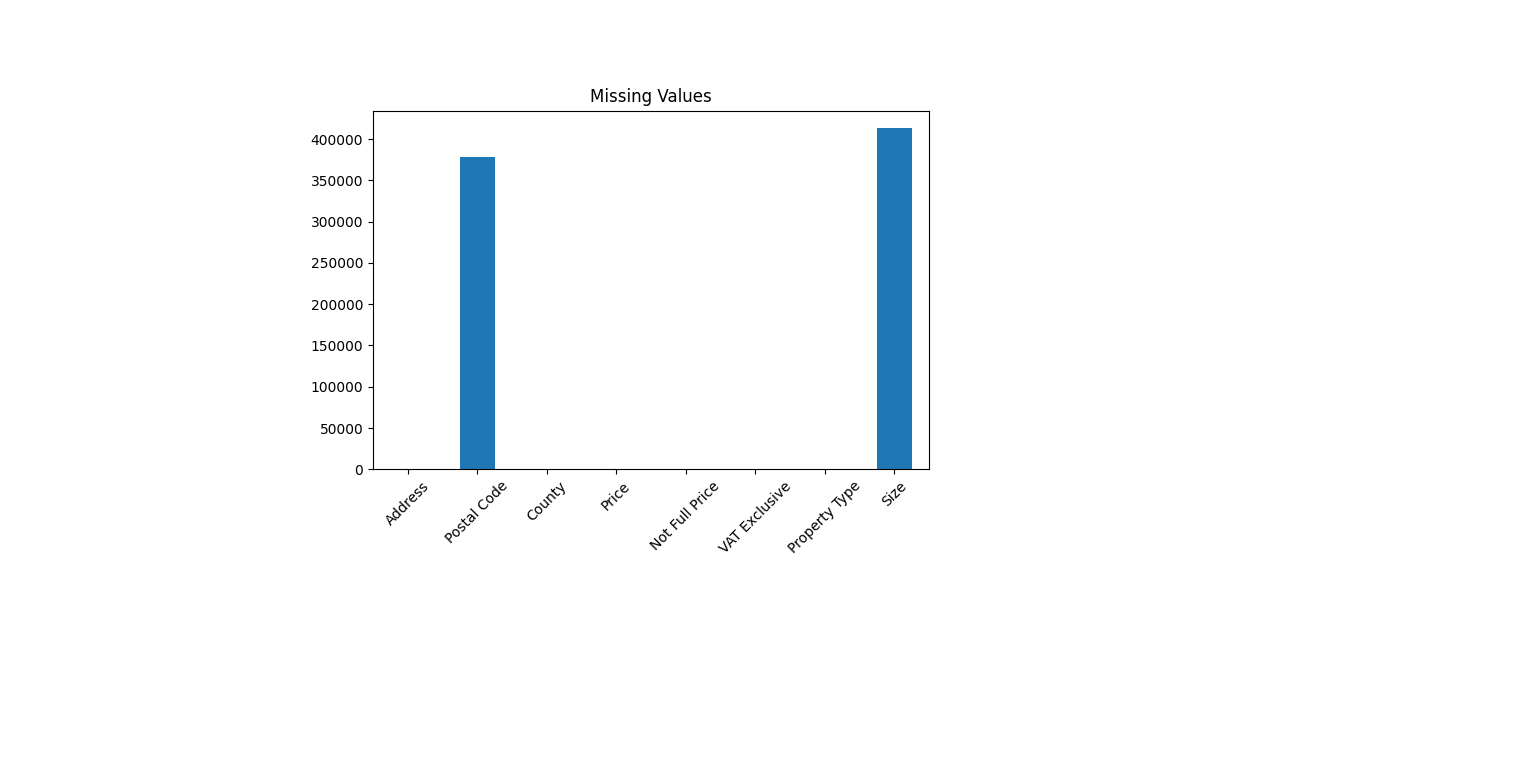 Missing Values
400000
350000
300000
250000
200000
150000
100000
50000
0
Address
Postal Code
County
Price
Not Full Price
VAT Exclusive
Property Type
Size